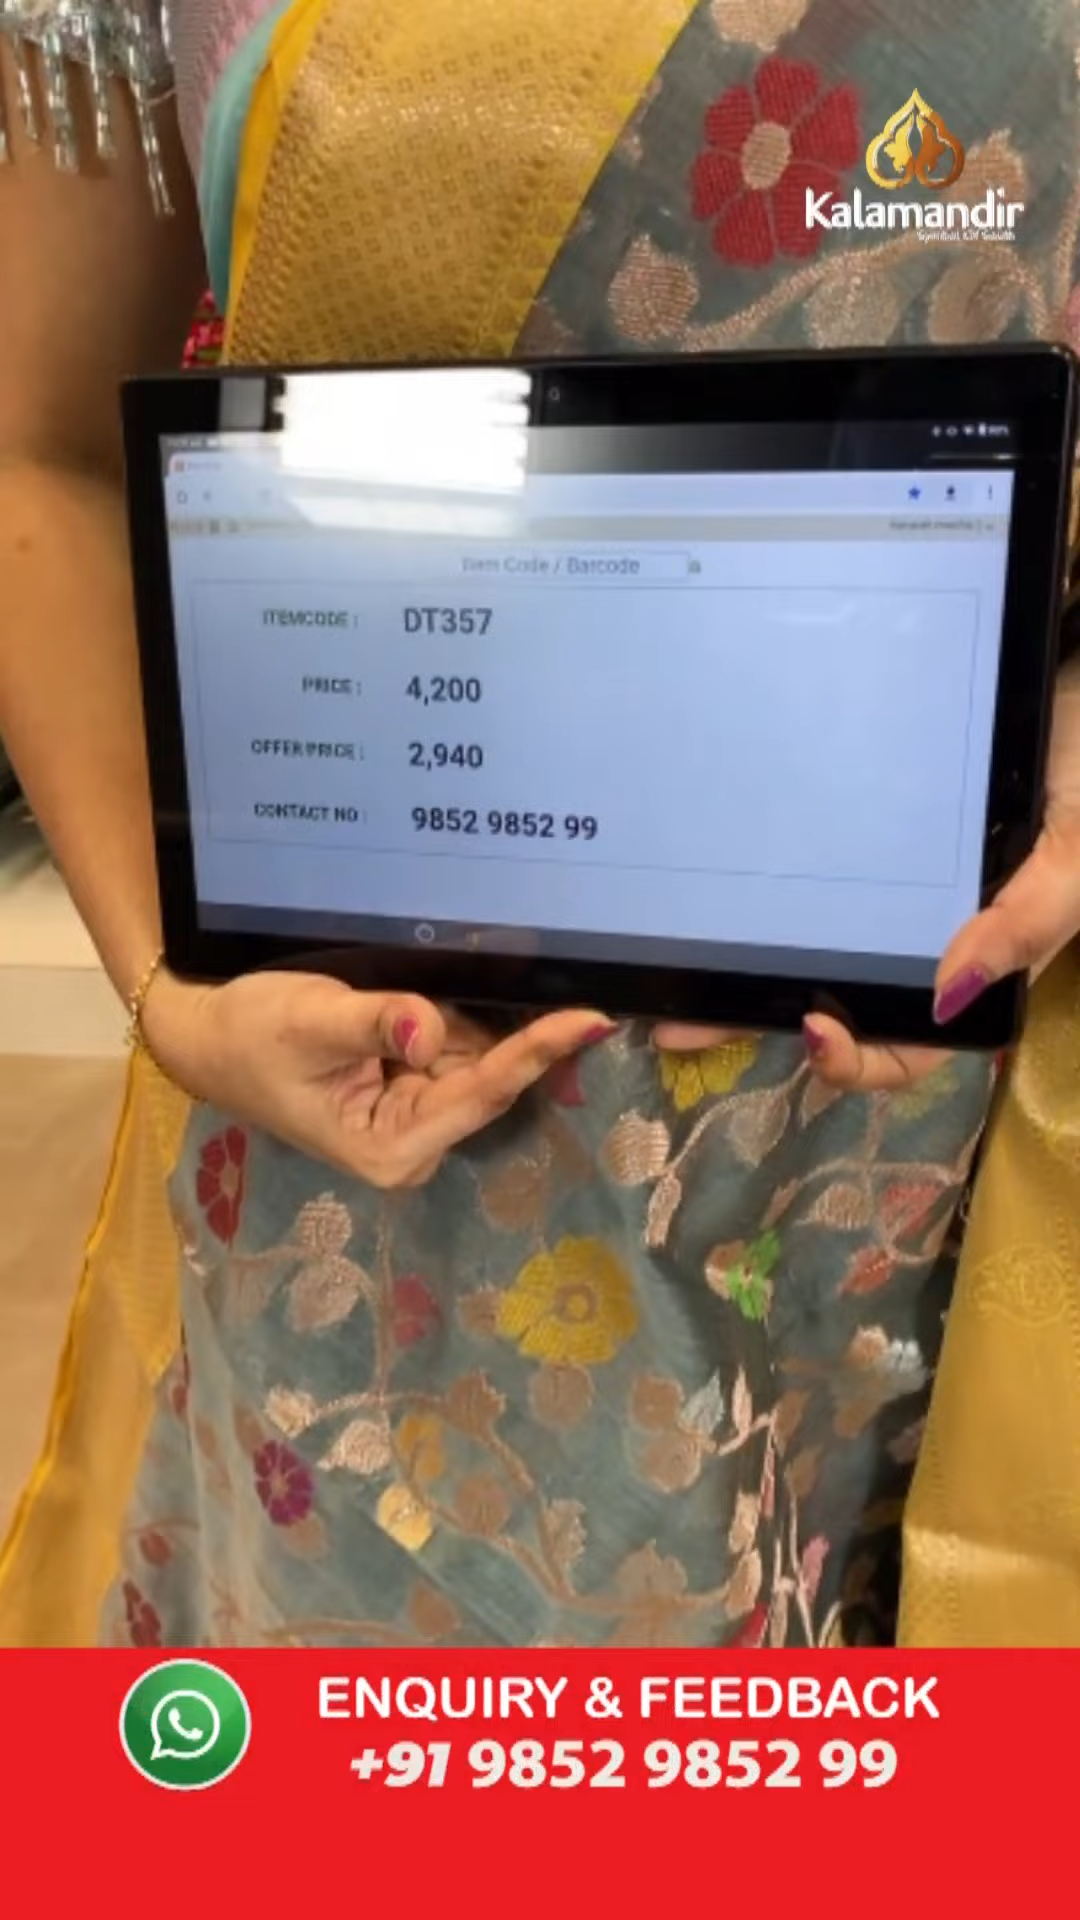 Kalamandir
Item Code / Barcode
ITEMCODE : DT357
PRICE : 4,200
OFFER PRICE : 2,940
CONTACT NO : 9852 9852 99
ENQUIRY & FEEDBACK
+91 9852 9852 99